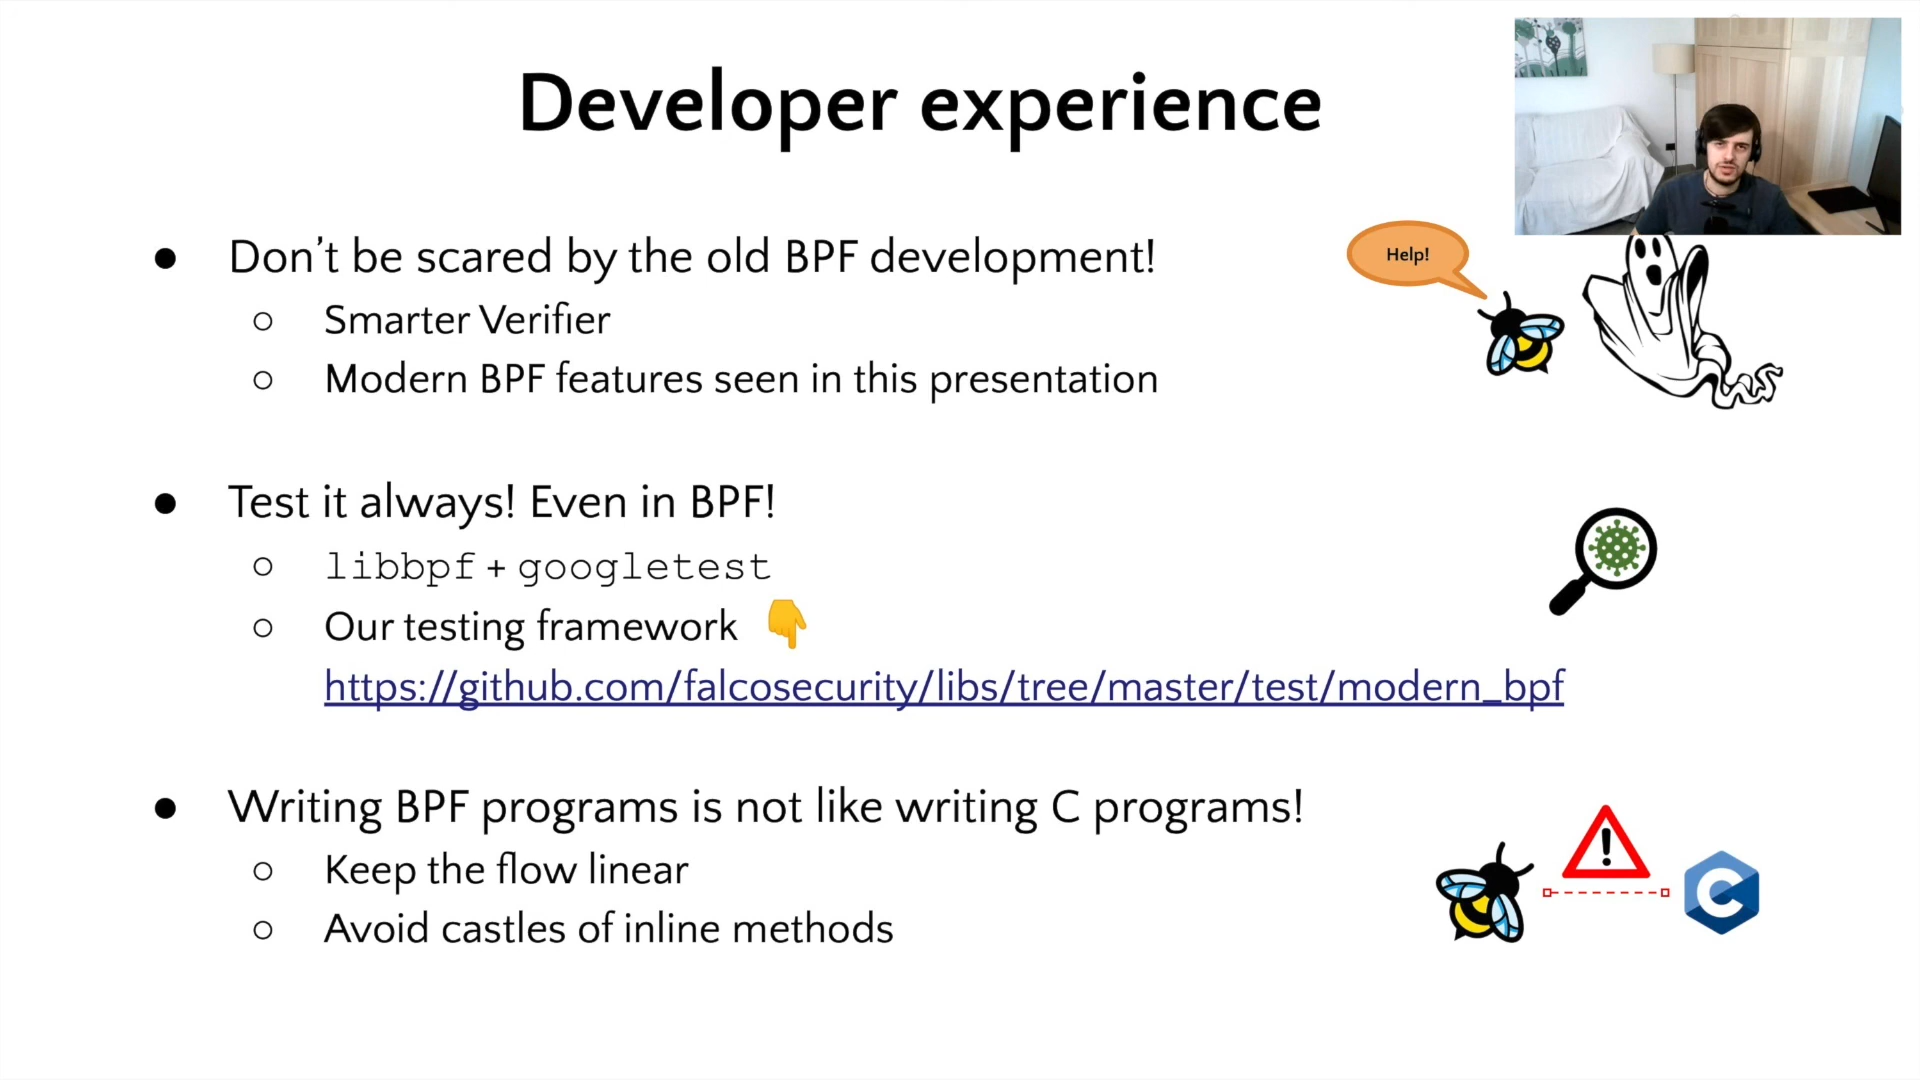 Developer experience
● Don’t be scared by the old BPF development!
○ Smarter Verifier
○ Modern BPF features seen in this presentation
Help!
● Test it always! Even in BPF!
○ libbpf + googletest
○ Our testing framework 👇
https://github.com/falcosecurity/libs/tree/master/test/modern_bpf
● Writing BPF programs is not like writing C programs!
○ Keep the flow linear
○ Avoid castles of inline methods
!
C